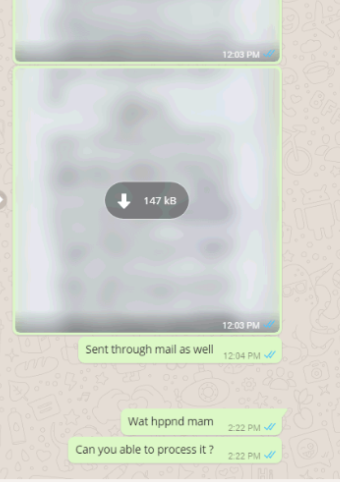 12:03 PM
147 kB
12:03 PM
Sent through mail as well 12:04 PM
Wat hppnd mam 2:22 PM
Can you able to process it ? 2:22 PM